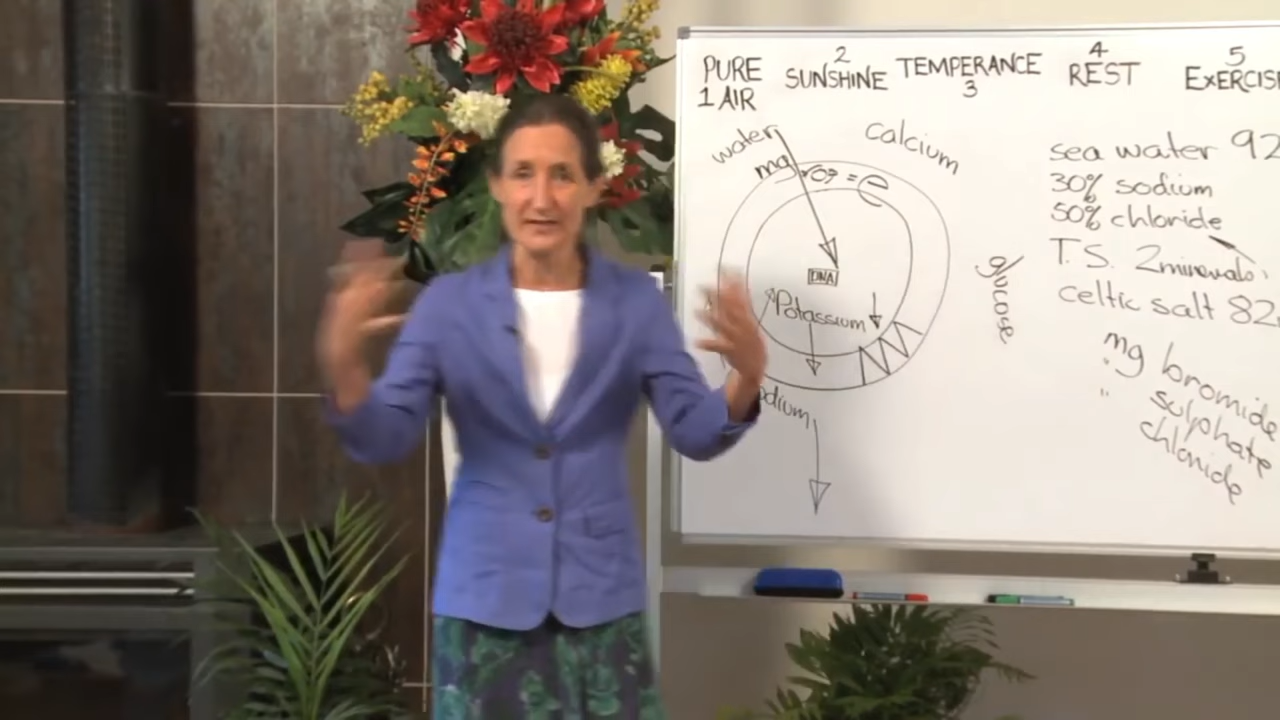 PURE
1 AIR
2
SUNSHINE
TEMPERANCE
3
4
REST
5
EXERCIS
water
mg
calcium
= e
DNA
Potassium
odium
glucose
sea water 92
30% sodium
50% chloride
T.S. 2minerals
celtic salt 82
mg bromide
" sulphate
" chloride